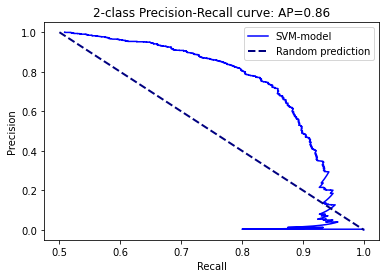 2-class Precision-Recall curve: AP=0.86
SVM-model
Random prediction
Precision
1.0
0.8
0.6
0.4
0.2
0.0
0.5 0.6 0.7 0.8 0.9 1.0
Recall